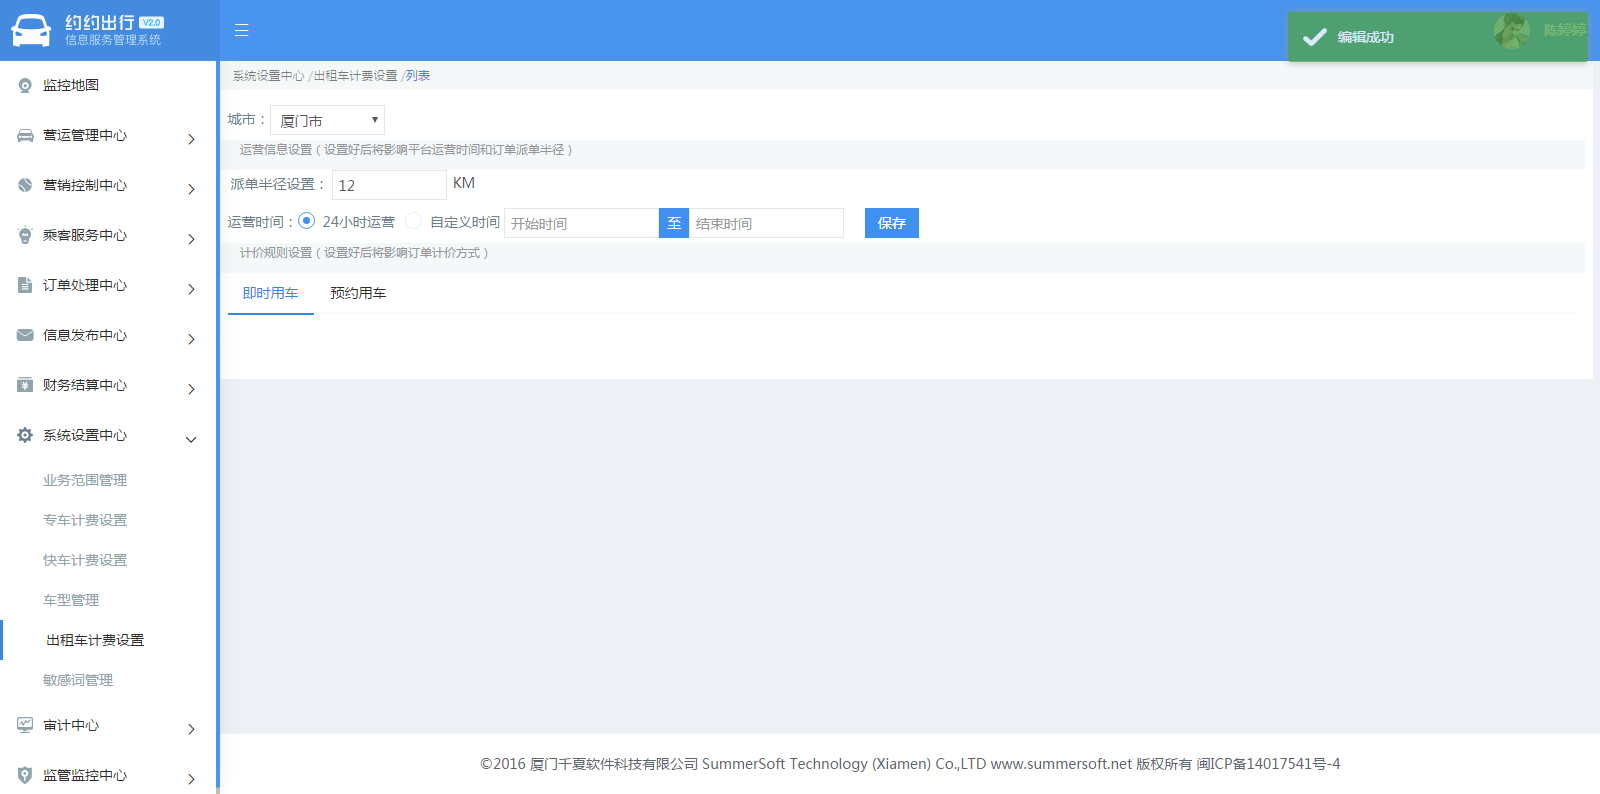 约约出行 V2.0
信息服务管理系统
编辑成功
陈婷婷
监控地图
营运管理中心
营销控制中心
乘客服务中心
订单处理中心
信息发布中心
财务结算中心
系统设置中心
业务范围管理
专车计费设置
快车计费设置
车型管理
出租车计费设置
敏感词管理
审计中心
监管监控中心
系统设置中心 /出租车计费设置 /列表
城市： 厦门市
运营信息设置（设置好后将影响平台运营时间和订单派单半径）
派单半径设置： 12 KM
运营时间： 24小时运营 自定义时间 开始时间 至 结束时间 保存
计价规则设置（设置好后将影响订单计价方式）
即时用车 预约用车
©2016 厦门千夏软件科技有限公司 SummerSoft Technology (Xiamen) Co.,LTD www.summersoft.net 版权所有 闽ICP备14017541号-4